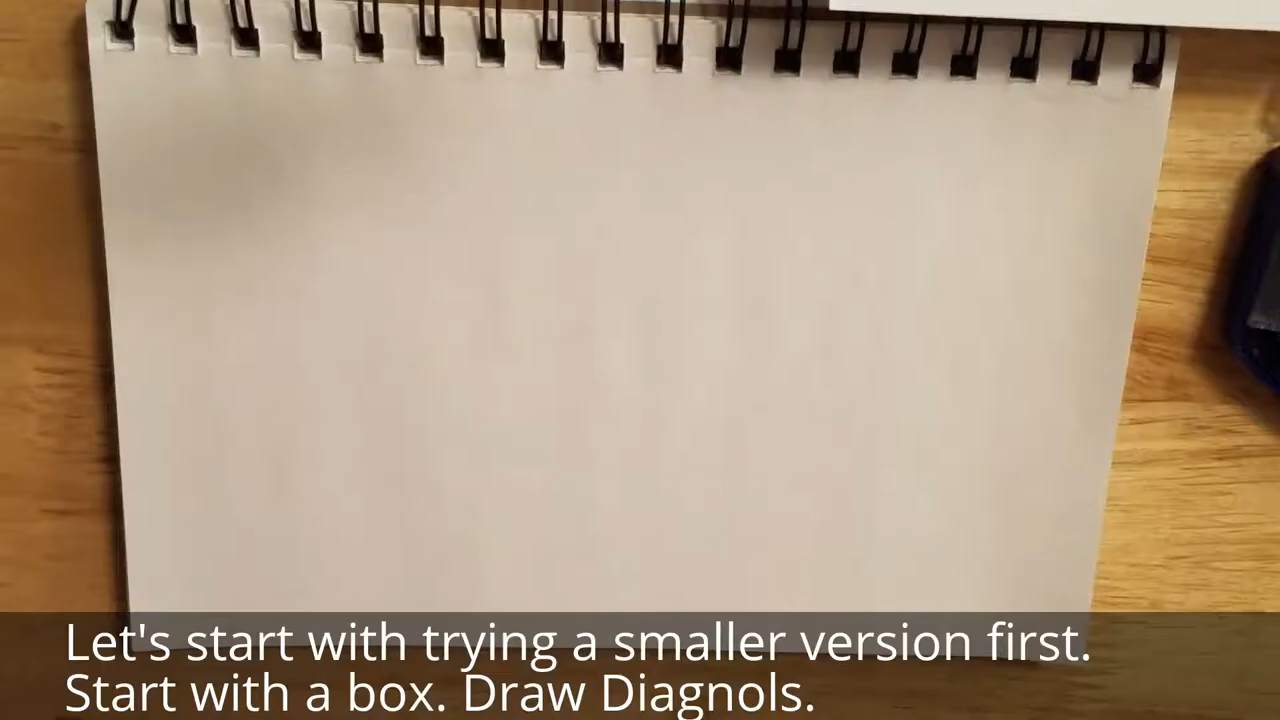 Let's start with trying a smaller version first.
Start with a box. Draw Diagnols.